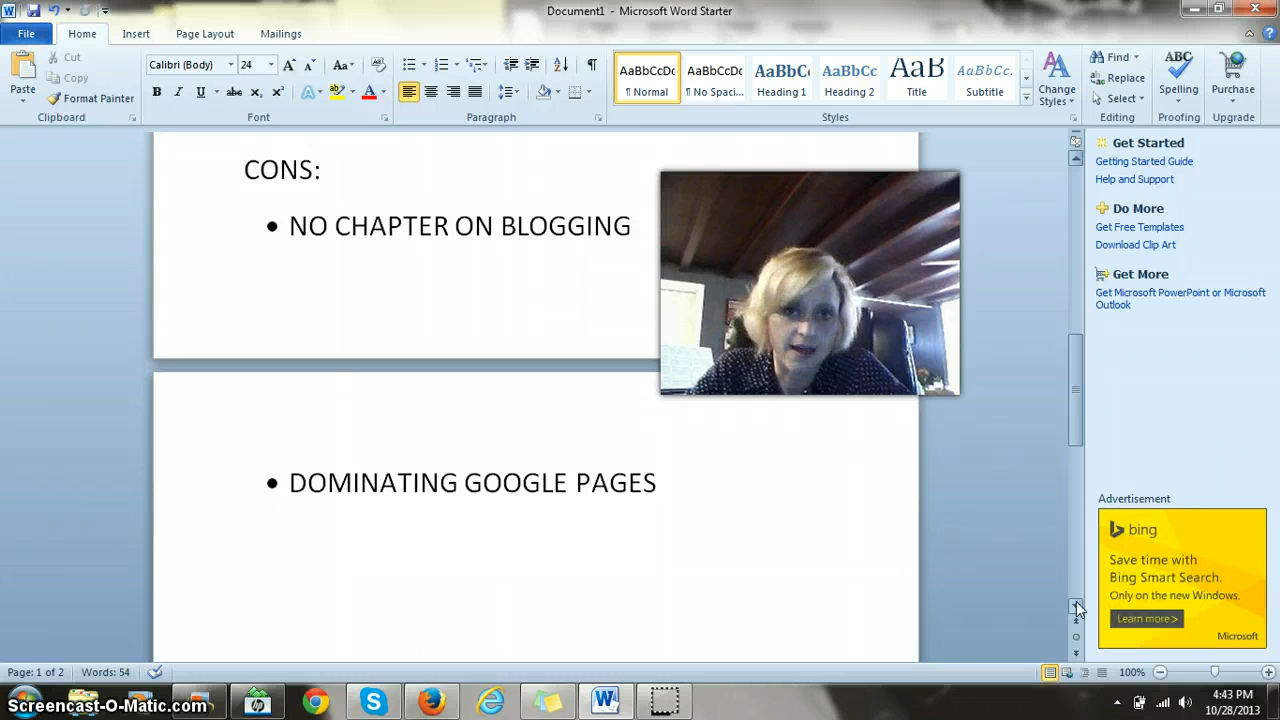 Document1 - Microsoft Word Starter
File Home Insert Page Layout Mailings
Paste
Cut
Copy
Format Painter
Clipboard
Calibri (Body) 24
Font
Paragraph
AaBbCcDc AaBbCcDc AaBbCc AaBbCc AaB AaBbCc.
¶ Normal ¶ No Spaci... Heading 1 Heading 2 Title Subtitle
Change
Styles
Styles
Find
Replace
Select
Editing
ABC
Spelling
Proofing
Purchase
Upgrade
CONS:
• NO CHAPTER ON BLOGGING
• DOMINATING GOOGLE PAGES
Get Started
Getting Started Guide
Help and Support
Do More
Get Free Templates
Download Clip Art
Get More
Get Microsoft PowerPoint or Microsoft
Outlook
Advertisement
bing
Save time with
Bing Smart Search.
Only on the new Windows.
Learn more >
Microsoft
Page: 1 of 2 Words: 54
100%
Screencast-O-Matic.com
4:43 PM
10/28/2013